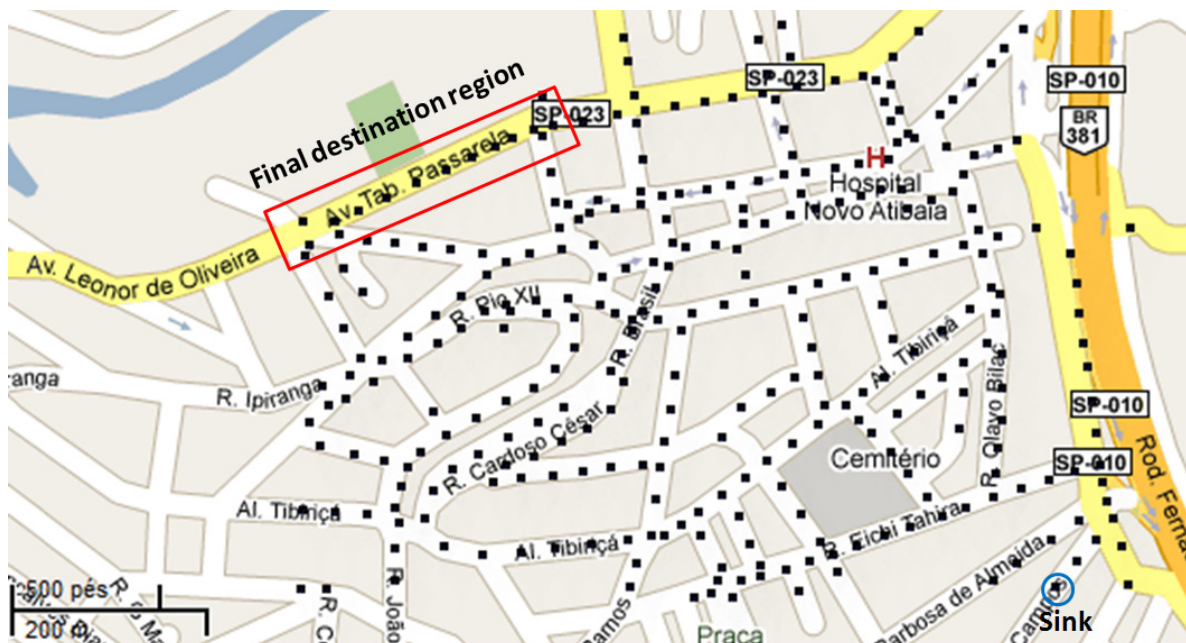 SP-023
SP-010
BR
381
Final destination region
SP-023
Av. Tab. Passarela
H
Hospital
Novo Atibaia
Av. Leonor de Oliveira
R. Pio XII
R. Brasil
Al. Tibiriçá
R. Ipiranga
R. Olavo Bilac
SP-010
R. Cardoso César
Cemitério
SP-010
Rod.
Al. Tibiriçá
R. Eichi Tahira
Al. Tibiriçá
Barbosa de Almeida
500 pés
R. João
Sink
200
Praça